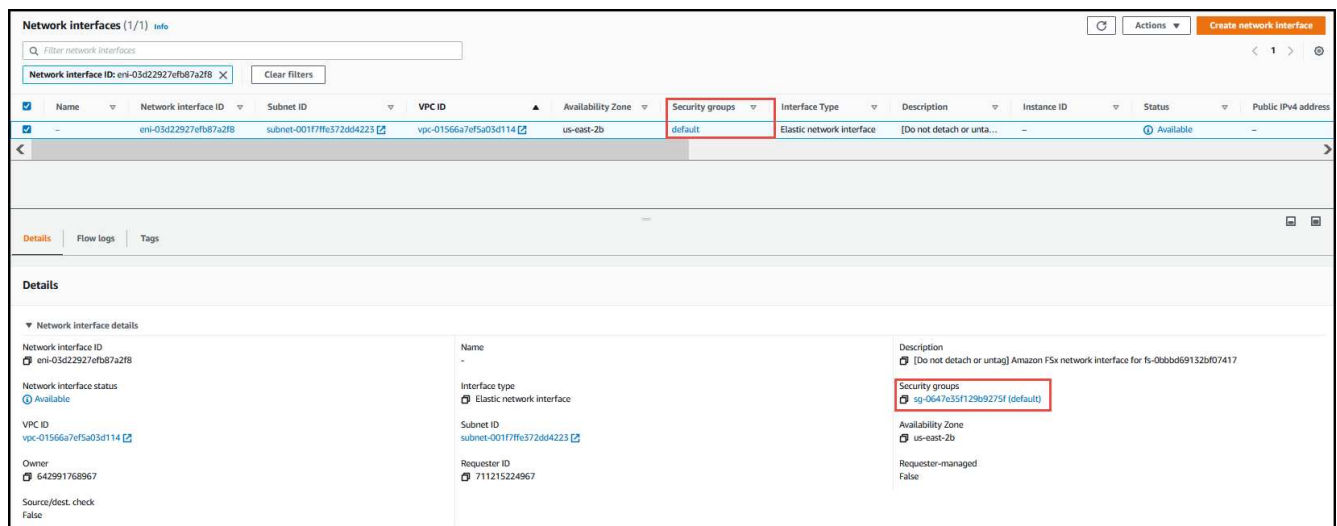 Network interfaces (1/1) Info
Actions
Create network interface
Filter network interfaces
1
Network interface ID: eni-03d22927efb87a2f8
Clear filters
Name Network interface ID Subnet ID VPC ID Availability Zone Security groups Interface Type Description Instance ID Status Public IPv4 address
– eni-03d22927efb87a2f8 subnet-001f7ffe372dd4223 vpc-01566a7ef5a03d114 us-east-2b default Elastic network interface [Do not detach or unta... – Available –
Details Flow logs Tags
Details
Network interface details
Network interface ID Name Description
eni-03d22927efb87a2f8 – [Do not detach or untag] Amazon FSx network interface for fs-0bbbd69132bf07417
Network interface status Interface type Security groups
Available Elastic network interface sg-0647e35f129b9275f (default)
VPC ID Subnet ID Availability Zone
vpc-01566a7ef5a03d114 subnet-001f7ffe372dd4223 us-east-2b
Owner Requester ID Requester-managed
642991768967 711215224967 False
Source/dest. check
False